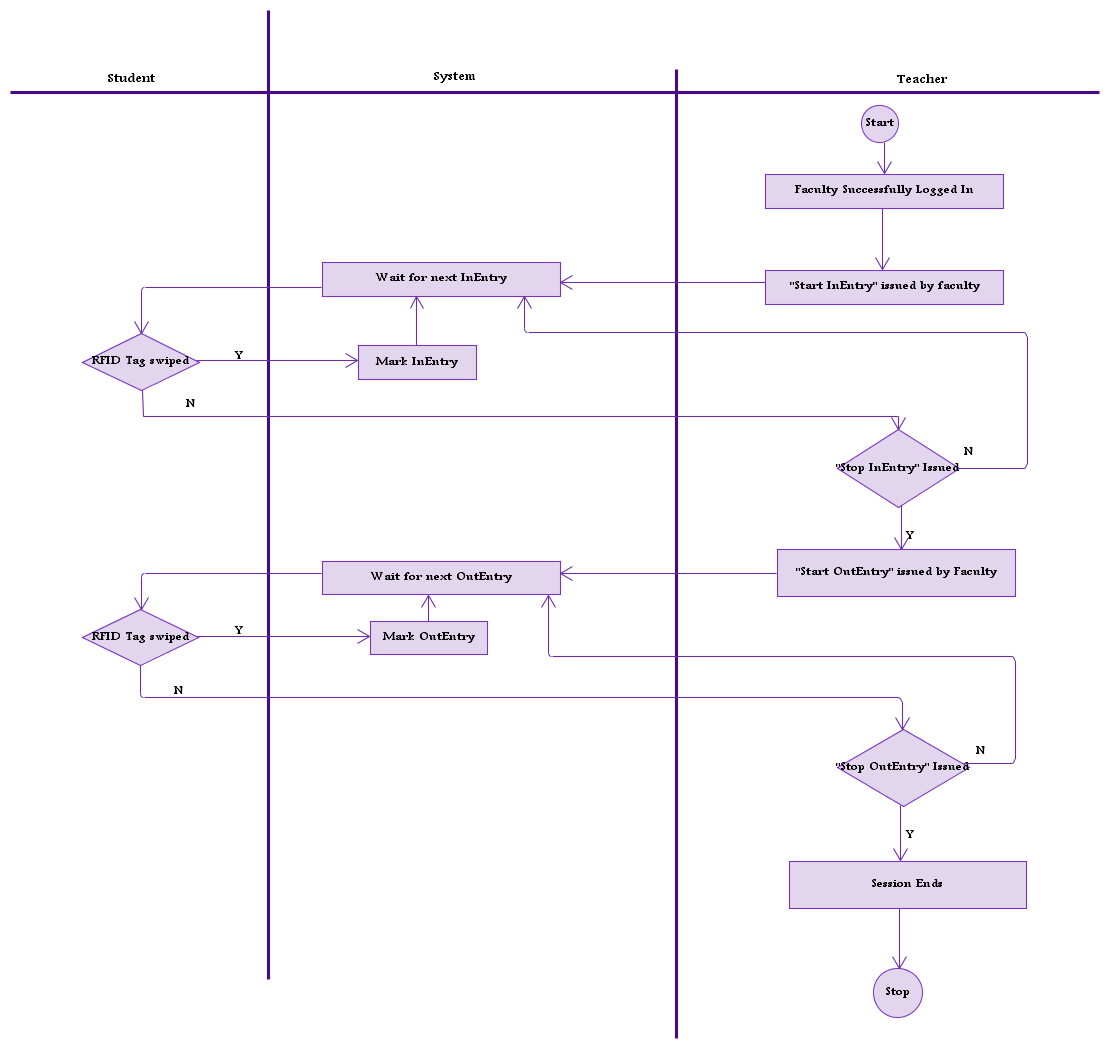 Student
System
Teacher
Start
Faculty Successfully Logged In
Wait for next InEntry
"Start InEntry" issued by faculty
RFID Tag swiped
Y
Mark InEntry
N
"Stop InEntry" Issued
N
Y
Wait for next OutEntry
"Start OutEntry" issued by Faculty
RFID Tag swiped
Y
Mark OutEntry
N
"Stop OutEntry" Issued
N
Y
Session Ends
Stop